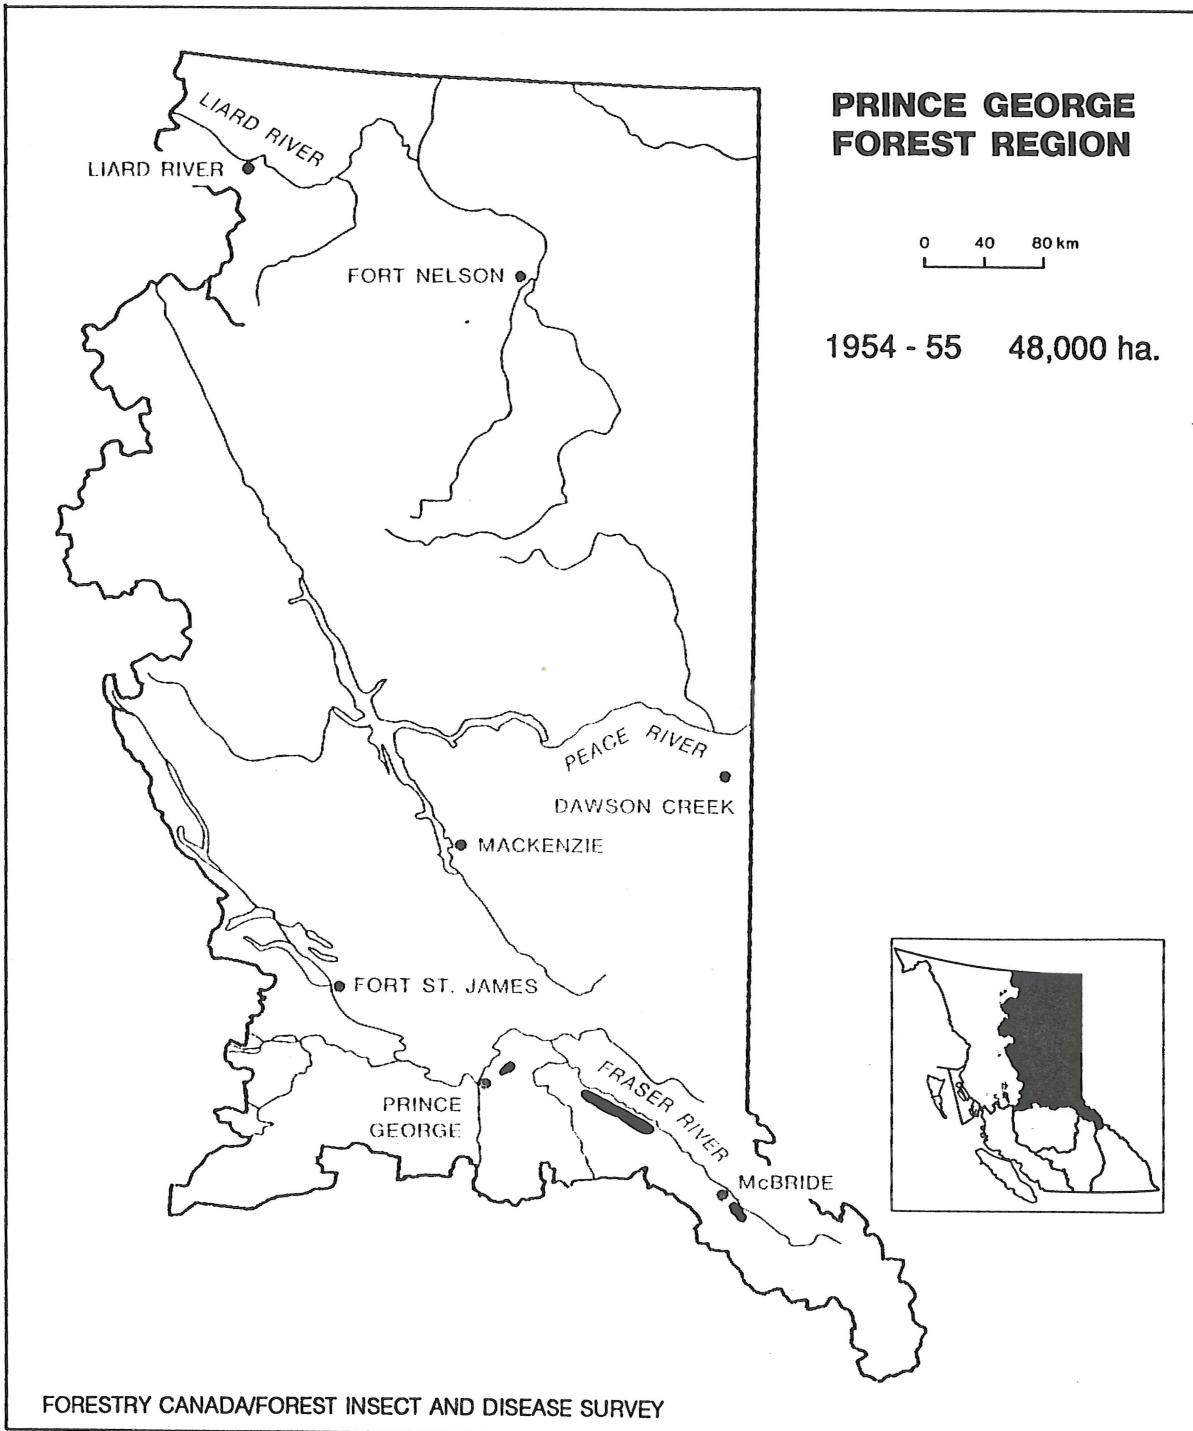 PRINCE GEORGE
FOREST REGION
0 40 80 km
1954 - 55 48,000 ha.
LIARD RIVER
LIARD RIVER
FORT NELSON
PEACE RIVER
DAWSON CREEK
MACKENZIE
FORT ST. JAMES
FRASER RIVER
PRINCE
GEORGE
McBRIDE
FORESTRY CANADA/FOREST INSECT AND DISEASE SURVEY